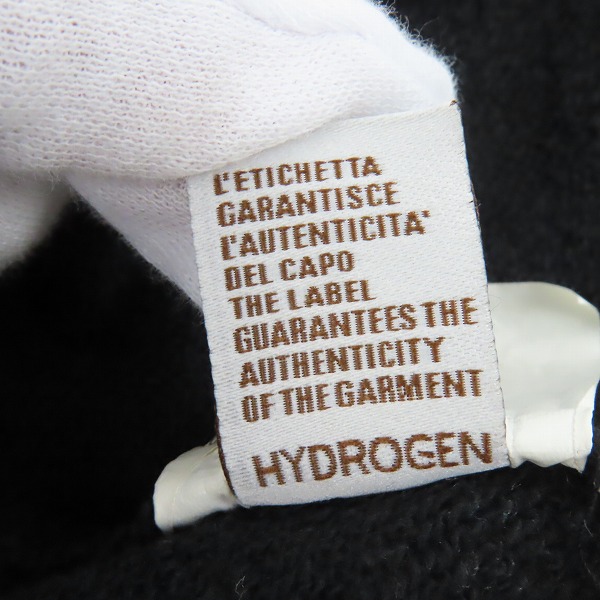 L'ETICHETTA
GARANTISCE
L'AUTENTICITA'
DEL CAPO
THE LABEL
GUARANTEES THE
AUTHENTICITY
OF THE GARMENT
HYDROGEN